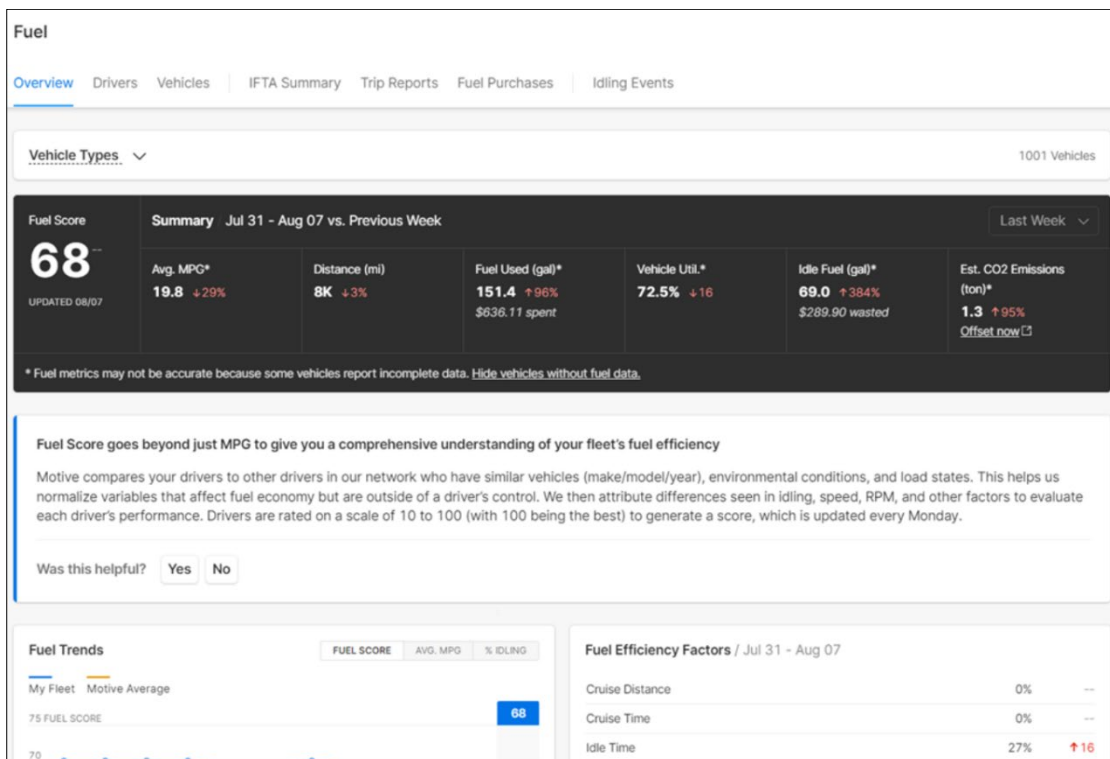 Fuel
Overview Drivers Vehicles IFTA Summary Trip Reports Fuel Purchases Idling Events
Vehicle Types 1001 Vehicles
Fuel Score
68 --
UPDATED 08/07
Summary Jul 31 - Aug 07 vs. Previous Week Last Week
Avg. MPG*
19.8 ↓29%
Distance (mi)
8K ↓3%
Fuel Used (gal)*
151.4 ↑96%
$636.11 spent
Vehicle Util.*
72.5% ↓16
Idle Fuel (gal)*
69.0 ↑384%
$289.90 wasted
Est. CO2 Emissions
(ton)*
1.3 ↑95%
Offset now
* Fuel metrics may not be accurate because some vehicles report incomplete data. Hide vehicles without fuel data.
Fuel Score goes beyond just MPG to give you a comprehensive understanding of your fleet's fuel efficiency
Motive compares your drivers to other drivers in our network who have similar vehicles (make/model/year), environmental conditions, and load states. This helps us
normalize variables that affect fuel economy but are outside of a driver's control. We then attribute differences seen in idling, speed, RPM, and other factors to evaluate
each driver's performance. Drivers are rated on a scale of 10 to 100 (with 100 being the best) to generate a score, which is updated every Monday.
Was this helpful? Yes No
Fuel Trends FUEL SCORE AVG. MPG % IDLING
My Fleet Motive Average
75 FUEL SCORE 68
70
Fuel Efficiency Factors / Jul 31 - Aug 07
Cruise Distance 0% --
Cruise Time 0% --
Idle Time 27% ↑16